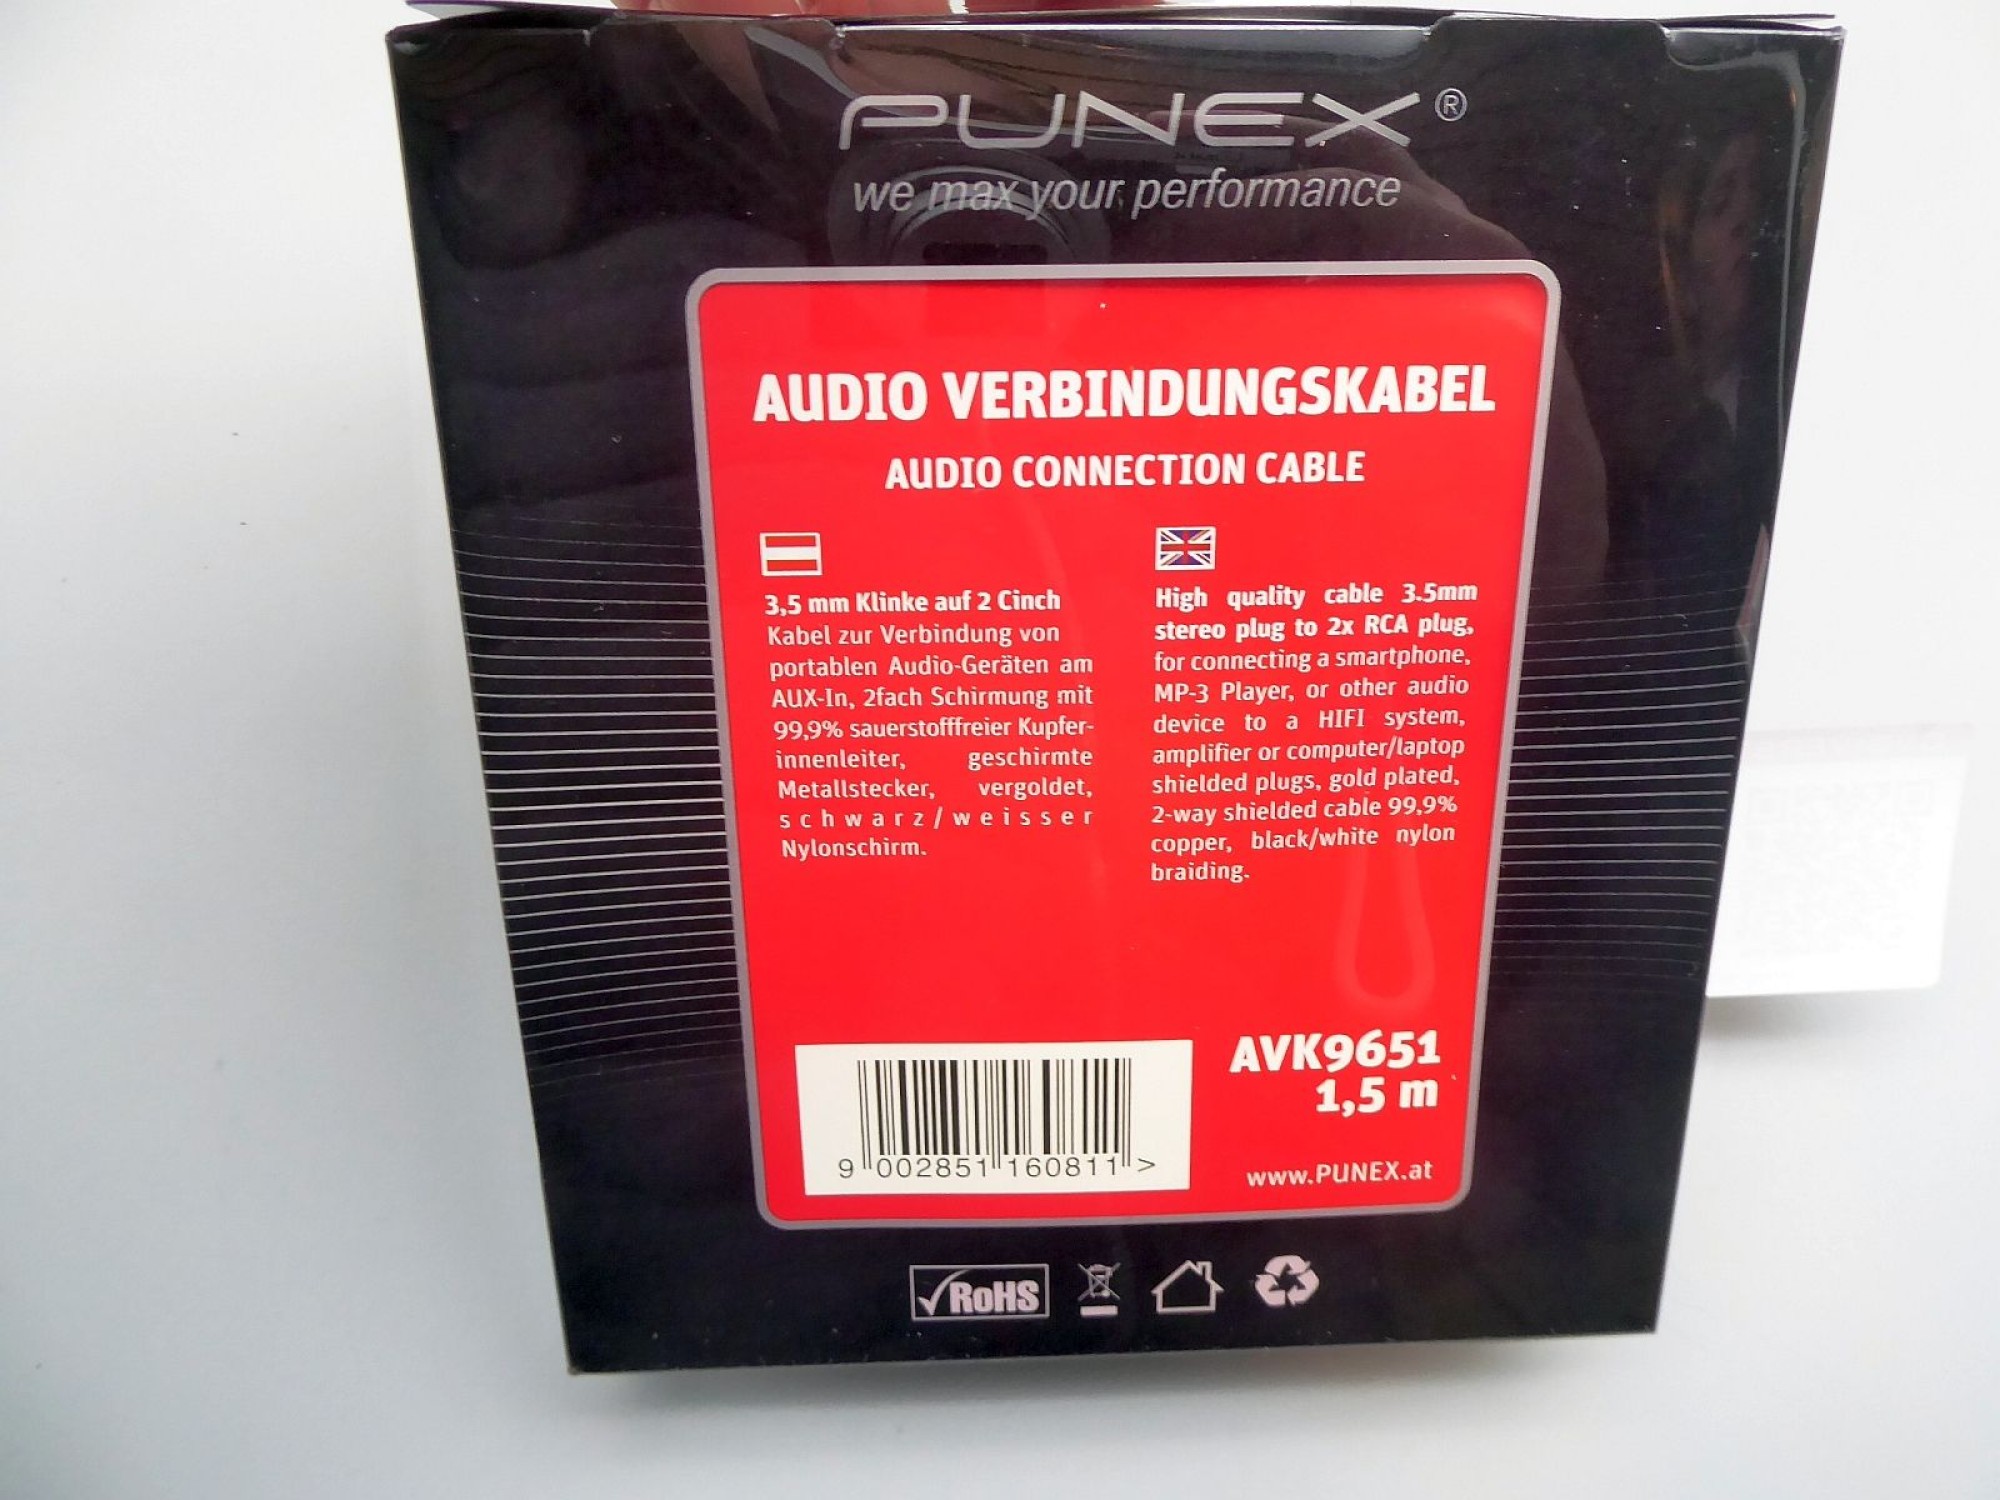 PUNEX®
we max your performance
AUDIO VERBINDUNGSKABEL
AUDIO CONNECTION CABLE
3,5 mm Klinke auf 2 Cinch
Kabel zur Verbindung von
portablen Audio-Geräten am
AUX-In, 2fach Schirmung mit
99,9% sauerstofffreier Kupfer-
innenleiter, geschirmte
Metallstecker, vergoldet,
schwarz/weisser
Nylonschirm.
High quality cable 3.5mm
stereo plug to 2x RCA plug,
for connecting a smartphone,
MP-3 Player, or other audio
device to a HIFI system,
amplifier or computer/laptop
shielded plugs, gold plated,
2-way shielded cable 99,9%
copper, black/white nylon
braiding.
AVK9651
1,5 m
9 002851 160811 >
www.PUNEX.at
RoHS